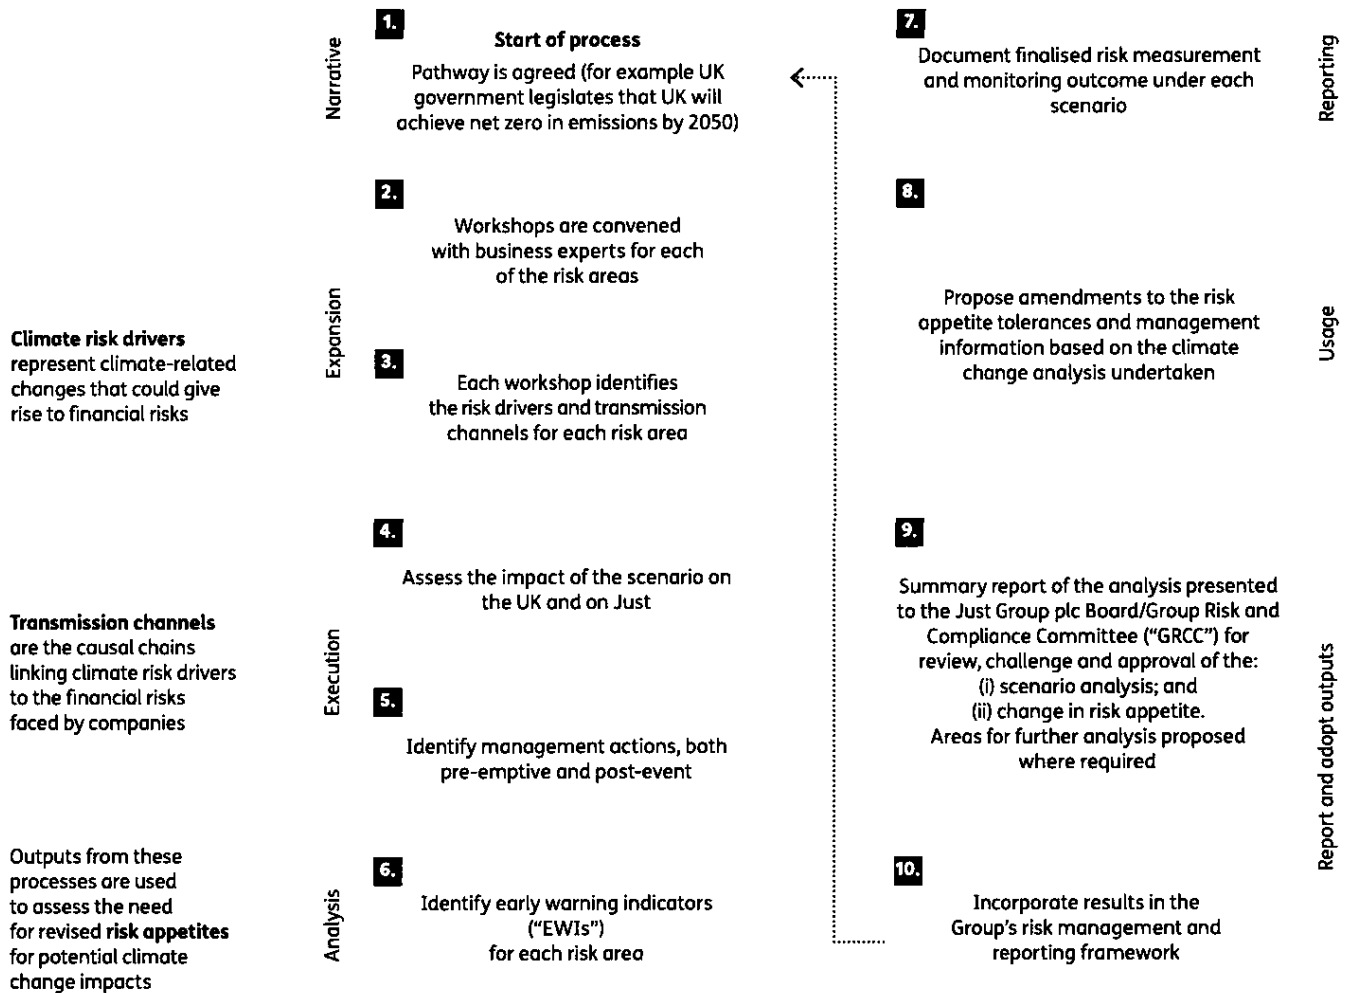 Climate risk drivers
represent climate-related
changes that could give
rise to financial risks
Transmission channels
are the causal chains
linking climate risk drivers
to the financial risks
faced by companies
Outputs from these
processes are used
to assess the need
for revised risk appetites
for potential climate
change impacts
Narrative
1.
Start of process
Pathway is agreed (for example UK
government legislates that UK will
achieve net zero in emissions by 2050)
Expansion
2.
Workshops are convened
with business experts for each
of the risk areas
3.
Each workshop identifies
the risk drivers and transmission
channels for each risk area
Execution
4.
Assess the impact of the scenario on
the UK and on Just
5.
Identify management actions, both
pre-emptive and post-event
Analysis
6.
Identify early warning indicators
("EWIs")
for each risk area
7.
Document finalised risk measurement
and monitoring outcome under each
scenario
Reporting
8.
Propose amendments to the risk
appetite tolerances and management
information based on the climate
change analysis undertaken
Usage
9.
Summary report of the analysis presented
to the Just Group plc Board/Group Risk and
Compliance Committee ("GRCC") for
review, challenge and approval of the:
(i) scenario analysis; and
(ii) change in risk appetite.
Areas for further analysis proposed
where required
Report and adopt outputs
10.
Incorporate results in the
Group's risk management and
reporting framework